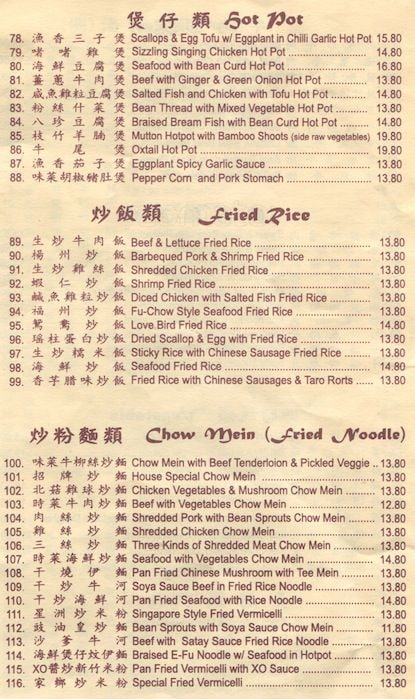 煲仔類 Hot Pot
78. 漁香三子煲 Scallops & Egg Tofu w/ Eggplant in Chilli Garlic Hot Pot 15.80
79. 啫啫雞煲 Sizzling Singing Chicken Hot Pot 14.80
80. 海鮮豆腐煲 Seafood with Bean Curd Hot Pot 16.80
81. 薑蔥牛肉煲 Beef with Ginger & Green Onion Hot Pot 13.80
82. 咸魚雞粒豆腐煲 Salted Fish and Chicken with Tofu Hot Pot 14.80
83. 粉絲什菜煲 Bean Thread with Mixed Vegetable Hot Pot 13.80
84. 八珍豆腐煲 Braised Bream Fish with Bean Curd Hot Pot 14.80
85. 枝竹羊腩煲 Mutton Hotpot with Bamboo Shoots (side raw vegetables) 19.80
86. 牛尾煲 Oxtail Hot Pot 19.80
87. 漁香茄子煲 Eggplant Spicy Garlic Sauce 13.80
88. 味菜胡椒豬肚煲 Pepper Corn and Pork Stomach 13.80
炒飯類 Fried Rice
89. 生炒牛肉飯 Beef & Lettuce Fried Rice 13.80
90. 楊州炒飯 Barbequed Pork & Shrimp Fried Rice 13.80
91. 生炒雞絲飯 Shredded Chicken Fried Rice 13.80
92. 蝦仁炒飯 Shrimp Fried Rice 13.80
93. 鹹魚雞粒炒飯 Diced Chicken with Salted Fish Fried Rice 13.80
94. 福州炒飯 Fu-Chow Style Seafood Fried Rice 13.80
95. 鴛鴦炒飯 Love Bird Fried Rice 14.80
96. 瑶柱蛋白炒飯 Dried Scallop & Egg with Fried Rice 13.80
97. 生炒糯米飯 Sticky Rice with Chinese Sausage Fried Rice 13.80
98. 海鮮炒飯 Seafood Fried Rice 13.80
99. 香芋腊味炒飯 Fried Rice with Chinese Sausages & Taro Rorts 13.80
炒粉麵類 Chow Mein (Fried Noodle)
100. 味菜牛柳絲炒麵 Chow Mein with Beef Tenderloion & Pickled Veggie 13.80
101. 招牌炒麵 House Special Chow Mein 13.80
102. 北菇雞球炒麵 Chicken Vegetables & Mushroom Chow Mein 13.80
103. 時菜牛肉炒麵 Beef with Vegetables Chow Mein 13.80
104. 肉絲炒麵 Shredded Pork with Bean Sprouts Chow Mein 13.80
105. 雞絲炒麵 Shredded Chicken Chow Mein 13.80
106. 三絲炒麵 Three Kinds of Shredded Meat Chow Mein 13.80
107. 時菜海鮮炒麵 Seafood with Vegetables Chow Mein 14.80
108. 干燒伊麵 Pan Fried Chinese Mushroom with Tee Mein 13.80
109. 干炒牛河 Soya Sauce Beef in Fried Rice Noodle 13.80
110. 干炒海鮮河 Pan Fried Seafood with Rice Noodle 14.80
111. 星洲炒米粉 Singapore Style Fried Vermicelli 13.80
112. 豉油皇炒麵 Bean Sprouts with Soya Sauce Chow Mein 11.80
113. 沙爹牛河 Beef with Satay Sauce Fried Rice Noodle 13.80
114. 海鮮煲仔炆伊麵 Braised E-Fu Noodle w/ Seafood in Hotpot 13.80
115. XO醬炒新竹米粉 Pan Fried Vermicelli with XO Sauce 13.80
116. 家鄉炒米粉 Special Fried Vermicelli 13.80